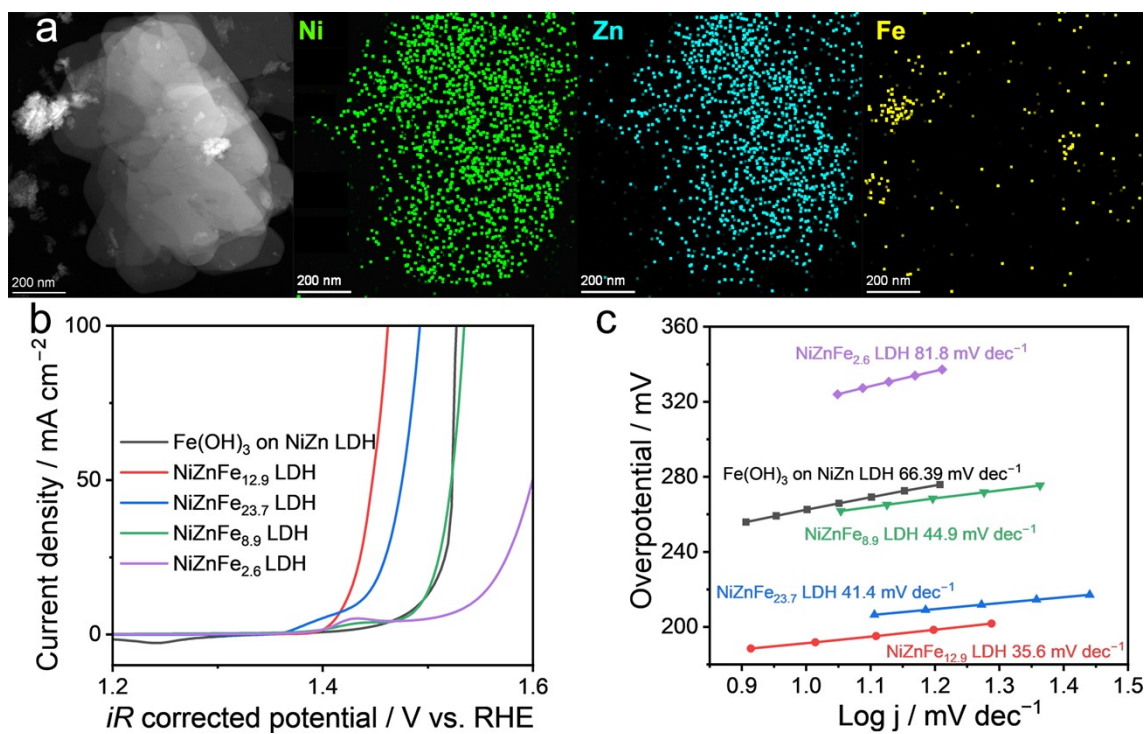 a
Ni
Zn
Fe
200 nm
200 nm
200 nm
200 nm
b
100
50
0
1.2
1.4
1.6
Current density / mA cm⁻²
iR corrected potential / V vs. RHE
Fe(OH)₃ on NiZn LDH
NiZnFe₁₂.₉ LDH
NiZnFe₂₃.₇ LDH
NiZnFe₈.₉ LDH
NiZnFe₂.₆ LDH
c
360
320
280
240
200
0.9
1.0
1.1
1.2
1.3
1.4
1.5
Overpotential / mV
Log j / mV dec⁻¹
NiZnFe₂.₆ LDH 81.8 mV dec⁻¹
Fe(OH)₃ on NiZn LDH 66.39 mV dec⁻¹
NiZnFe₈.₉ LDH 44.9 mV dec⁻¹
NiZnFe₂₃.₇ LDH 41.4 mV dec⁻¹
NiZnFe₁₂.₉ LDH 35.6 mV dec⁻¹